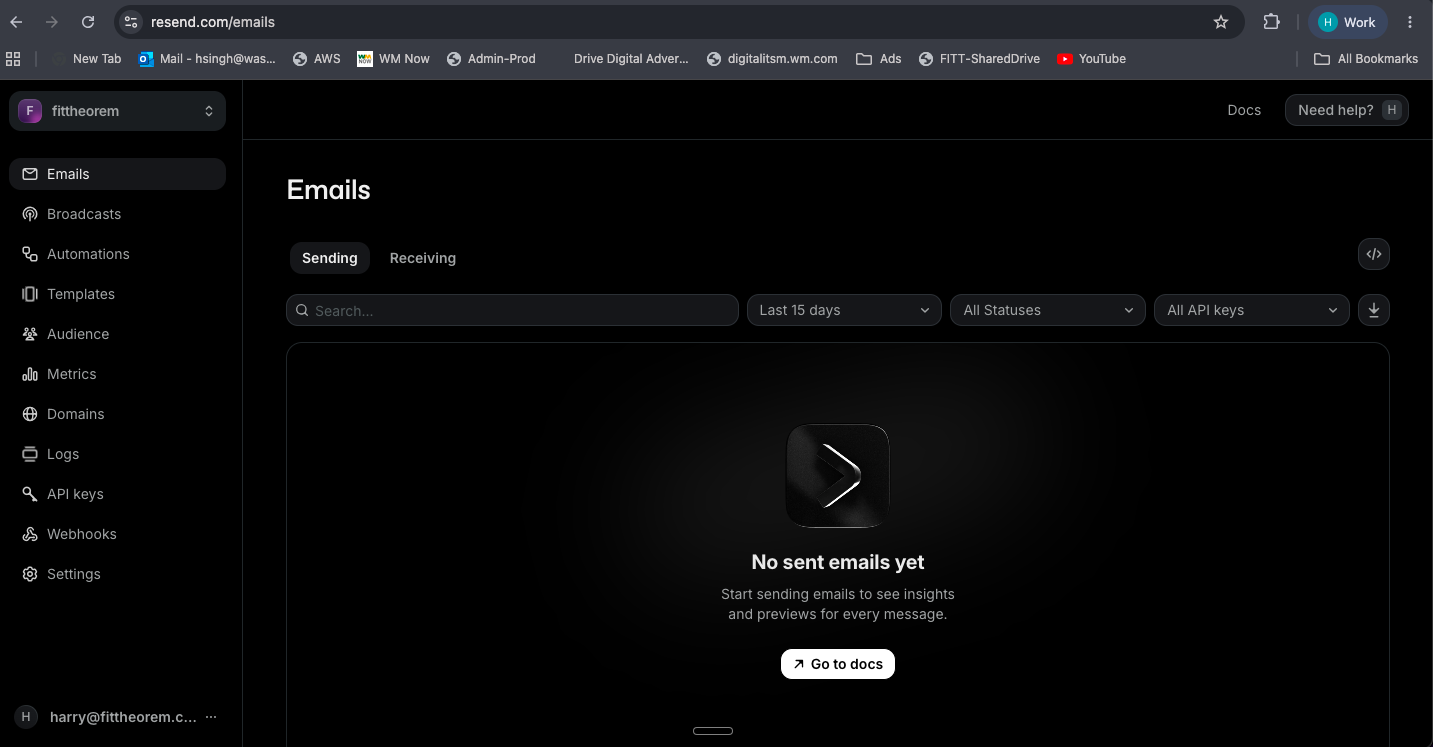 resend.com/emails
Work
New Tab
Mail - hsingh@was...
AWS
WM Now
Admin-Prod
Drive Digital Adver...
digitalitsm.wm.com
Ads
FITT-SharedDrive
YouTube
All Bookmarks
F
fittheorem
Docs
Need help? H
Emails
Broadcasts
Automations
Templates
Audience
Metrics
Domains
Logs
API keys
Webhooks
Settings
H
harry@fittheorem.c...
Emails
Sending
Receiving
Search...
Last 15 days
All Statuses
All API keys
No sent emails yet
Start sending emails to see insights
and previews for every message.
Go to docs